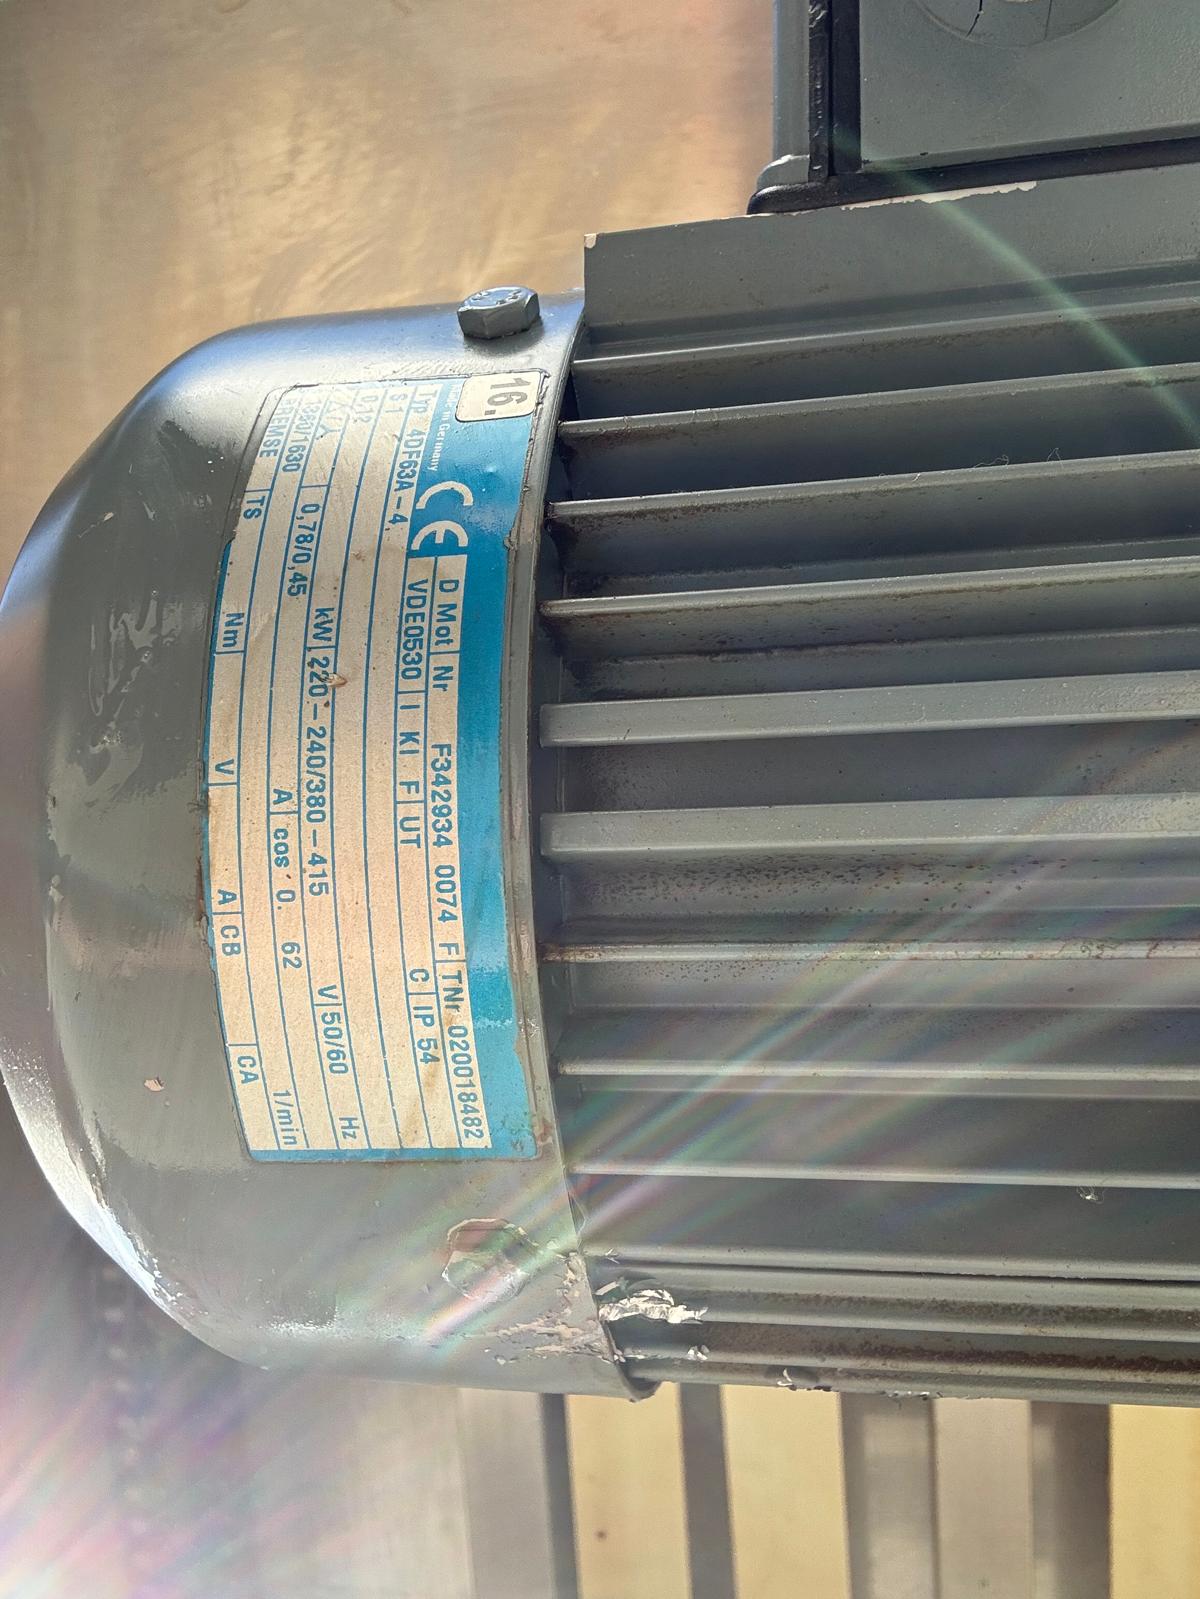 16.
Made in Germany CE D Mot Nr F342934 0074 F TNr 020018482
Typ 4DF63A-4 VDE0530 I KI F UT C IP 54
S1
0,12 kW 220-240/380-415 V 50/60 Hz
△/Y 0,78/0,45 A cos 0. 62
1380/1630 1/min
BREMSE TS Nm V A CB CA